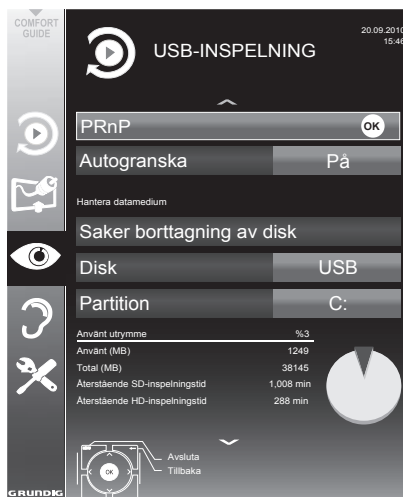 COMFORT
GUIDE
USB-INSPELNING
20.09.2010
15:46
PRnP OK
Autogranska På
Hantera datamedium
Saker borttagning av disk
Disk USB
Partition C:
Använt utrymme %3
Använt (MB) 1249
Total (MB) 38145
Återstående SD-inspelningstid 1,008 min
Återstående HD-inspelningstid 288 min
Avsluta
Tillbaka
OK
GRUNDIG